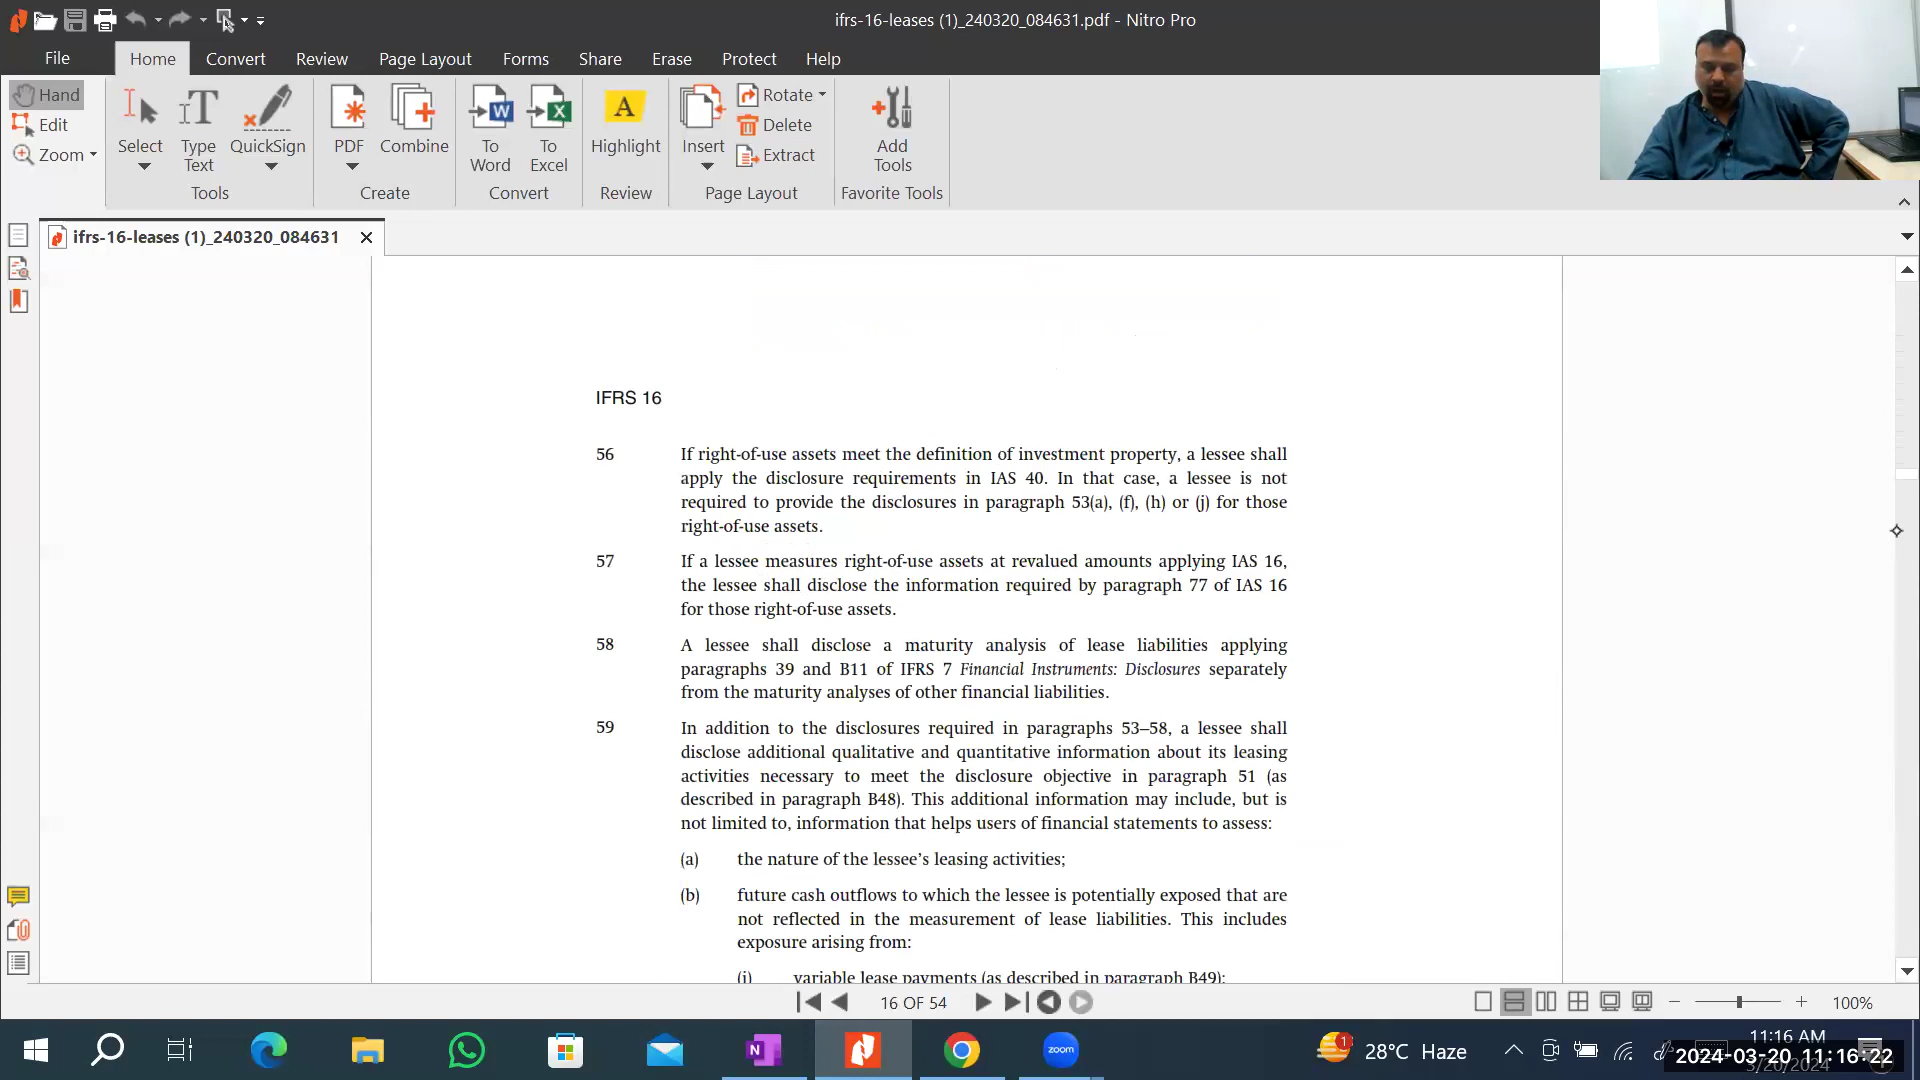 ifrs-16-leases (1)_240320_084631.pdf - Nitro Pro
File Home Convert Review Page Layout Forms Share Erase Protect Help
Hand
Edit
Zoom
Select
Type Text
QuickSign
Tools
PDF
Combine
Create
To Word
To Excel
Convert
Highlight
Review
Insert
Rotate
Delete
Extract
Page Layout
Add Tools
Favorite Tools
ifrs-16-leases (1)_240320_084631
IFRS 16
56 If right-of-use assets meet the definition of investment property, a lessee shall
apply the disclosure requirements in IAS 40. In that case, a lessee is not
required to provide the disclosures in paragraph 53(a), (f), (h) or (j) for those
right-of-use assets.
57 If a lessee measures right-of-use assets at revalued amounts applying IAS 16,
the lessee shall disclose the information required by paragraph 77 of IAS 16
for those right-of-use assets.
58 A lessee shall disclose a maturity analysis of lease liabilities applying
paragraphs 39 and B11 of IFRS 7 Financial Instruments: Disclosures separately
from the maturity analyses of other financial liabilities.
59 In addition to the disclosures required in paragraphs 53–58, a lessee shall
disclose additional qualitative and quantitative information about its leasing
activities necessary to meet the disclosure objective in paragraph 51 (as
described in paragraph B48). This additional information may include, but is
not limited to, information that helps users of financial statements to assess:
(a) the nature of the lessee’s leasing activities;
(b) future cash outflows to which the lessee is potentially exposed that are
not reflected in the measurement of lease liabilities. This includes
exposure arising from:
(i) variable lease payments (as described in paragraph B49);
16 OF 54
100%
zoom
1
28°C Haze
11:16 AM
2024-03-20 11:16:22
3/20/2024